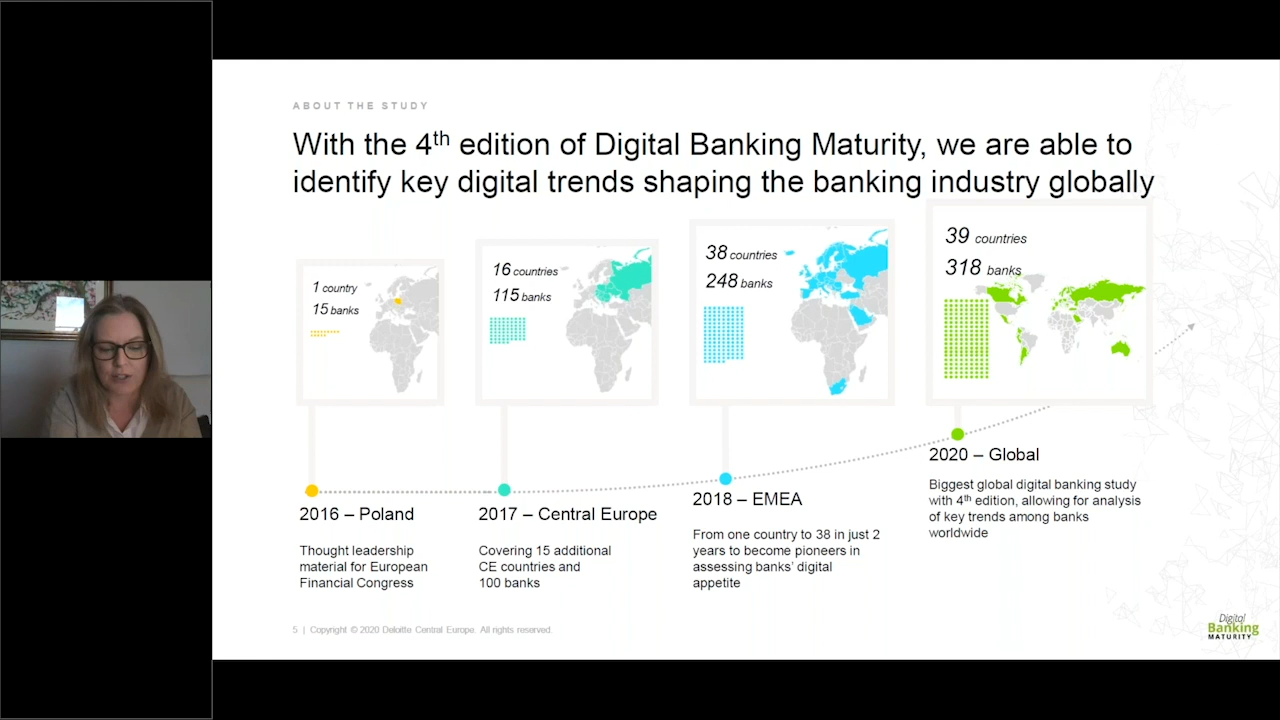 ABOUT THE STUDY
With the 4th edition of Digital Banking Maturity, we are able to
identify key digital trends shaping the banking industry globally
1 country
15 banks
16 countries
115 banks
38 countries
248 banks
39 countries
318 banks
2016 – Poland
Thought leadership
material for European
Financial Congress
2017 – Central Europe
Covering 15 additional
CE countries and
100 banks
2018 – EMEA
From one country to 38 in just 2
years to become pioneers in
assessing banks' digital
appetite
2020 – Global
Biggest global digital banking study
with 4th edition, allowing for analysis
of key trends among banks
worldwide
5 | Copyright © 2020 Deloitte Central Europe. All rights reserved.
Digital
Banking
MATURITY